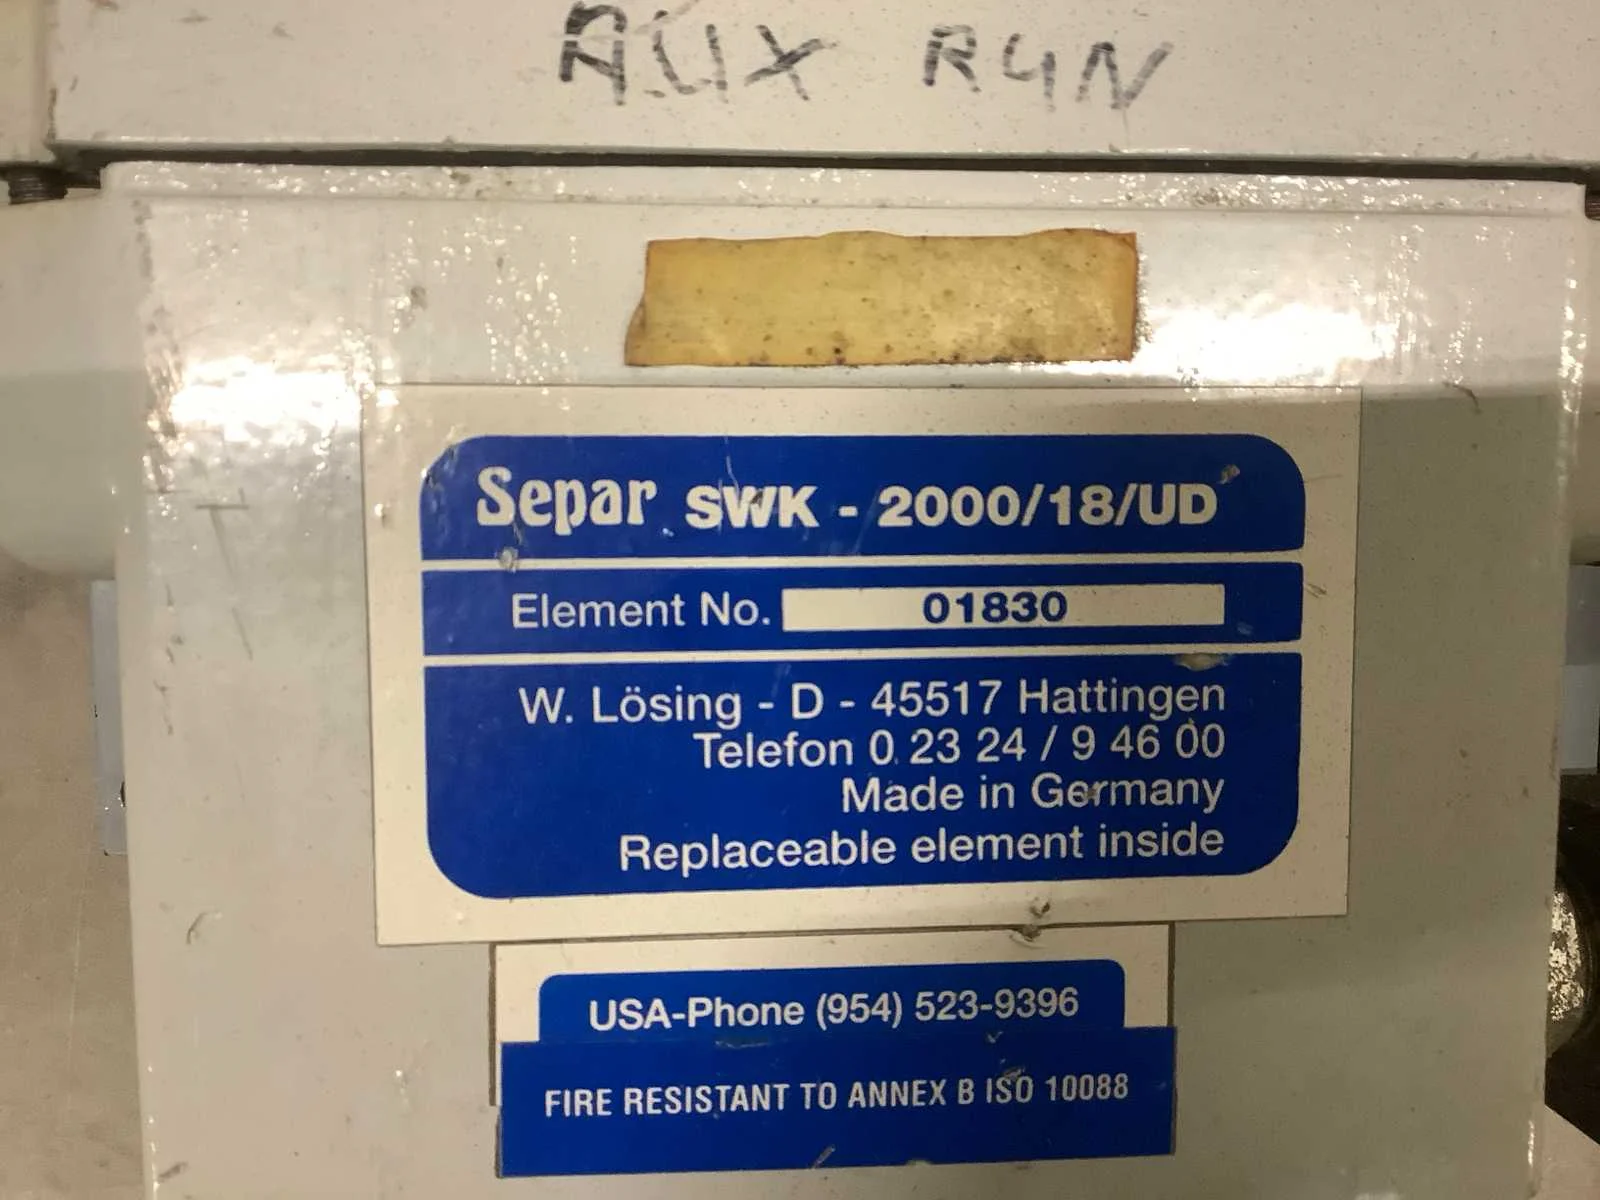 AUX RUN
Separ SWK - 2000/18/UD
Element No. 01830
W. Lösing - D - 45517 Hattingen
Telefon 0 23 24 / 9 46 00
Made in Germany
Replaceable element inside
USA-Phone (954) 523-9396
FIRE RESISTANT TO ANNEX B ISO 10088